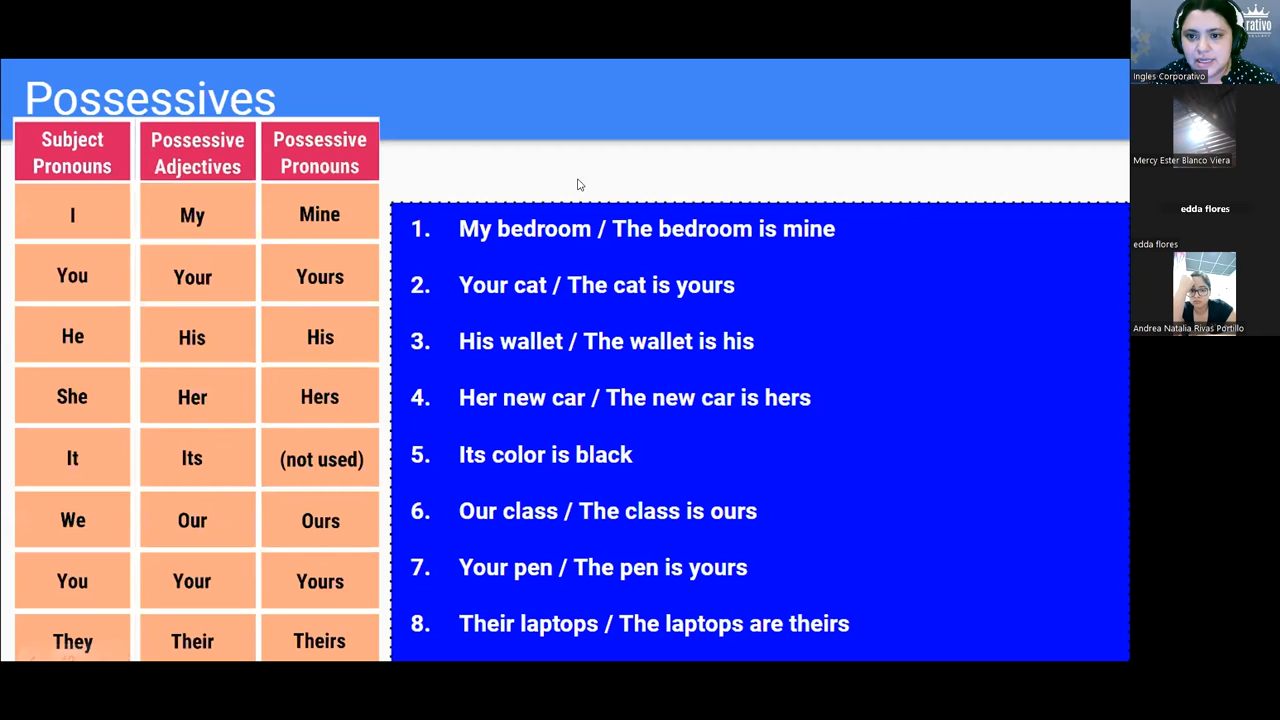 Possessives
Subject Pronouns
Possessive Adjectives
Possessive Pronouns
I
My
Mine
You
Your
Yours
He
His
His
She
Her
Hers
It
Its
(not used)
We
Our
Ours
You
Your
Yours
They
Their
Theirs
1. My bedroom / The bedroom is mine
2. Your cat / The cat is yours
3. His wallet / The wallet is his
4. Her new car / The new car is hers
5. Its color is black
6. Our class / The class is ours
7. Your pen / The pen is yours
8. Their laptops / The laptops are theirs
rativo
Ingles Corporativo
Mercy Ester Blanco Viera
edda flores
edda flores
Andrea Natalia Rivas Portillo